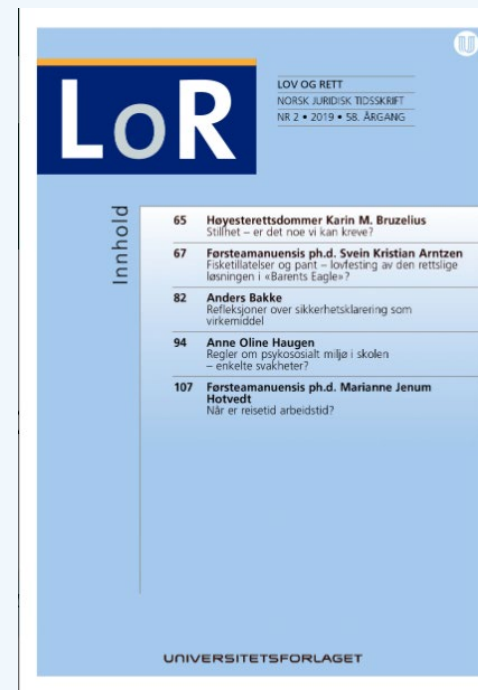 LoR
LOV OG RETT
NORSK JURIDISK TIDSSKRIFT
NR 2 • 2019 • 58. ÅRGANG
Innhold
65 Høyesterettsdommer Karin M. Bruzelius
Stillhet – er det noe vi kan kreve?
67 Førsteamanuensis ph.d. Svein Kristian Arntzen
Fisketillatelser og pant – lovfesting av den rettslige
løsningen i «Barents Eagle»?
82 Anders Bakke
Refleksjoner over sikkerhetsklarering som
virkemiddel
94 Anne Oline Haugen
Regler om psykososialt miljø i skolen
– enkelte svakheter?
107 Førsteamanuensis ph.d. Marianne Jenum
Hotvedt
Når er reisetid arbeidstid?
UNIVERSITETSFORLAGET